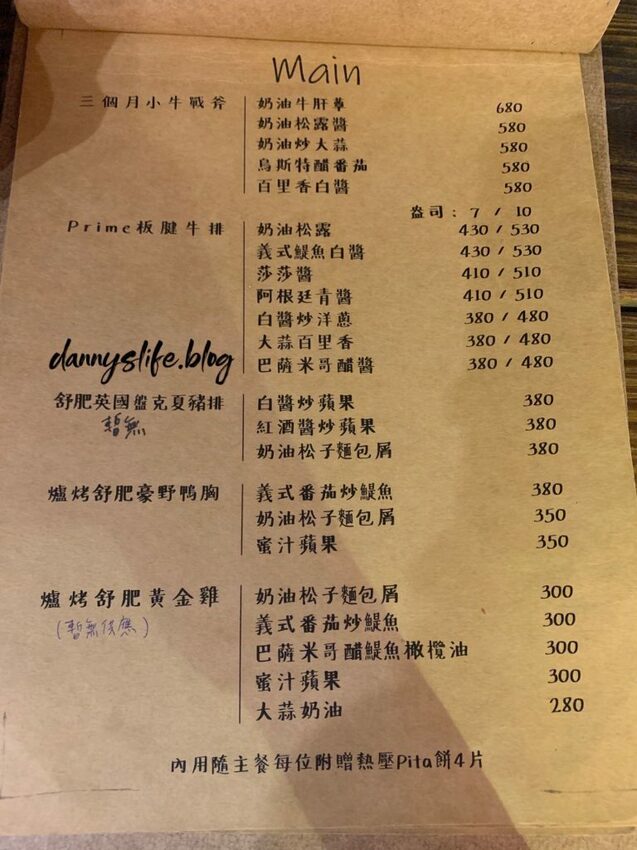 Main
三個月小牛戰斧 奶油牛肝蕈 680
奶油松露醬 580
奶油炒大蒜 580
烏斯特醋番茄 580
百里香白醬 580
盎司：7 / 10
Prime板腱牛排 奶油松露 430 / 530
義式鯷魚白醬 430 / 530
莎莎醬 410 / 510
阿根廷青醬 410 / 510
白醬炒洋蔥 380 / 480
大蒜百里香 380 / 480
dannyslife.blog
巴薩米哥醋醬 380 / 480
舒肥英國盤克夏豬排 白醬炒蘋果 380
暫無
紅酒醬炒蘋果 380
奶油松子麵包屑 380
爐烤舒肥豪野鴨胸 義式番茄炒鯷魚 380
奶油松子麵包屑 350
蜜汁蘋果 350
爐烤舒肥黃金雞 奶油松子麵包屑 300
(暫無供應)
義式番茄炒鯷魚 300
巴薩米哥醋鯷魚橄欖油 300
蜜汁蘋果 300
大蒜奶油 280
內用隨主餐每位附贈熱壓Pita餅4片